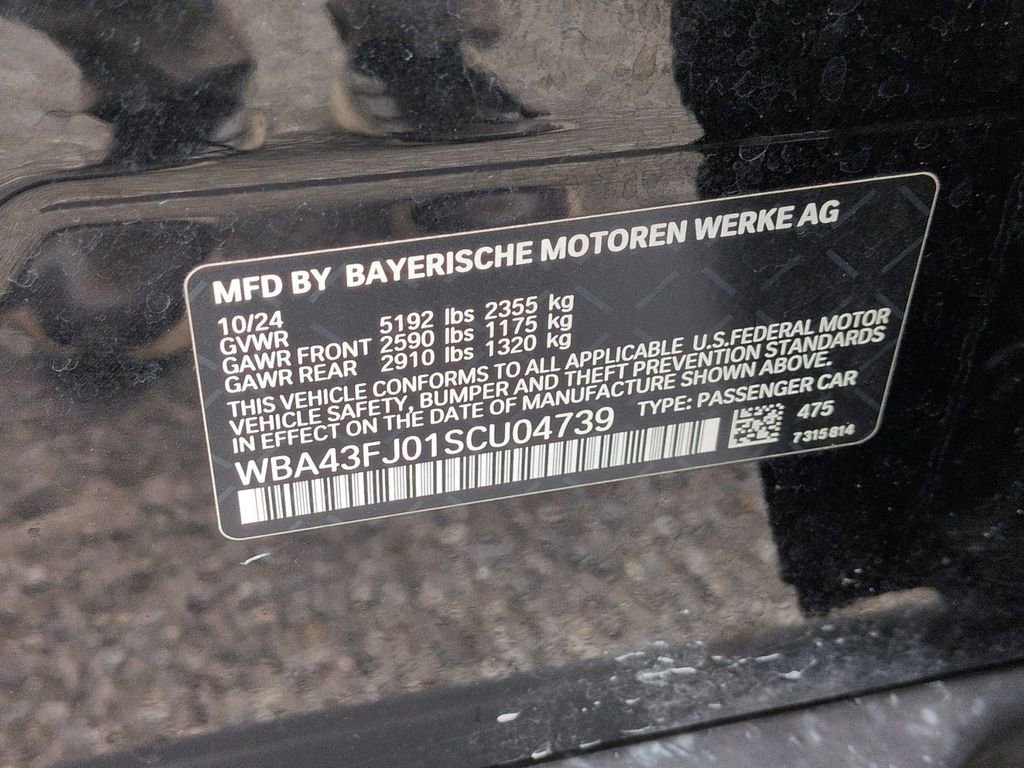 MFD BY BAYERISCHE MOTOREN WERKE AG
10/24
GVWR 5192 lbs 2355 kg
GAWR FRONT 2590 lbs 1175 kg
GAWR REAR 2910 lbs 1320 kg
THIS VEHICLE CONFORMS TO ALL APPLICABLE U.S.FEDERAL MOTOR
VEHICLE SAFETY, BUMPER AND THEFT PREVENTION STANDARDS
IN EFFECT ON THE DATE OF MANUFACTURE SHOWN ABOVE.
WBA43FJ01SCU04739 TYPE: PASSENGER CAR
475
7315814